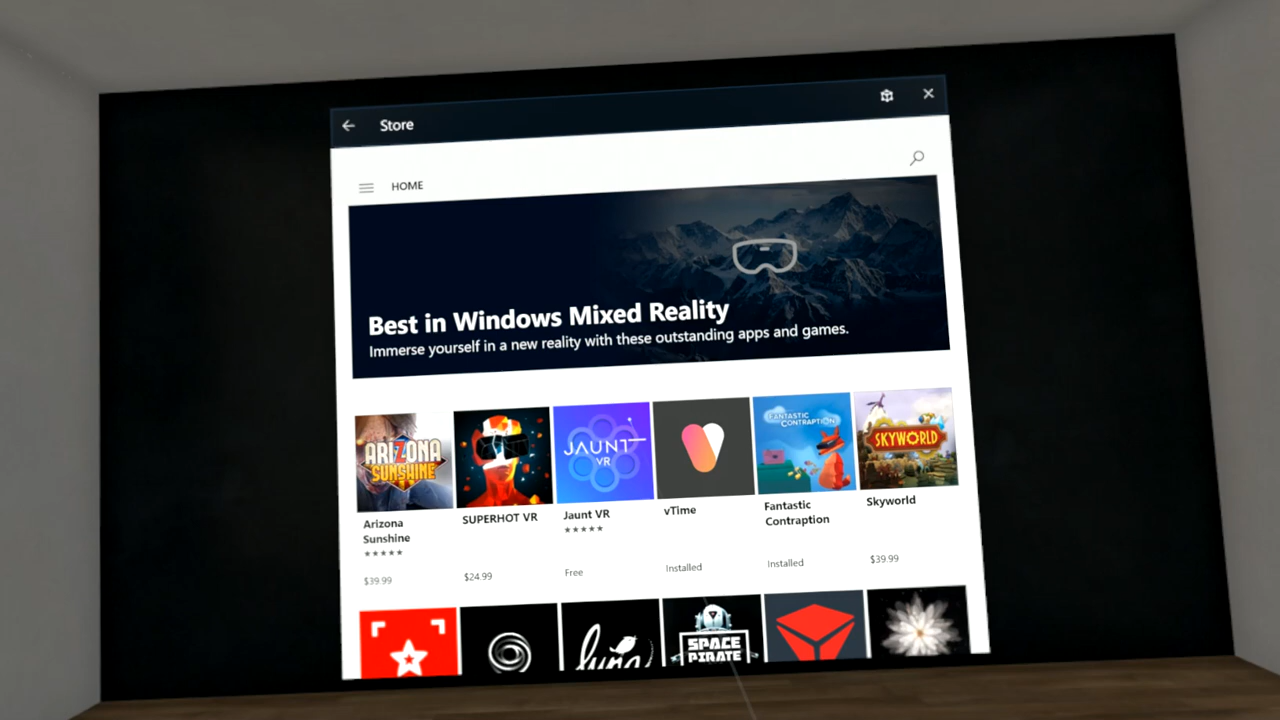 Store
HOME
Best in Windows Mixed Reality
Immerse yourself in a new reality with these outstanding apps and games.
ARIZONA
SUNSHINE
JAUNT
VR
FANTASTIC
CONTRAPTION
SKYWORLD
Arizona
Sunshine
$39.99
SUPERHOT VR
$24.99
Jaunt VR
Free
vTime
Installed
Fantastic
Contraption
Installed
Skyworld
$39.99
luna
SPACE
PIRATE